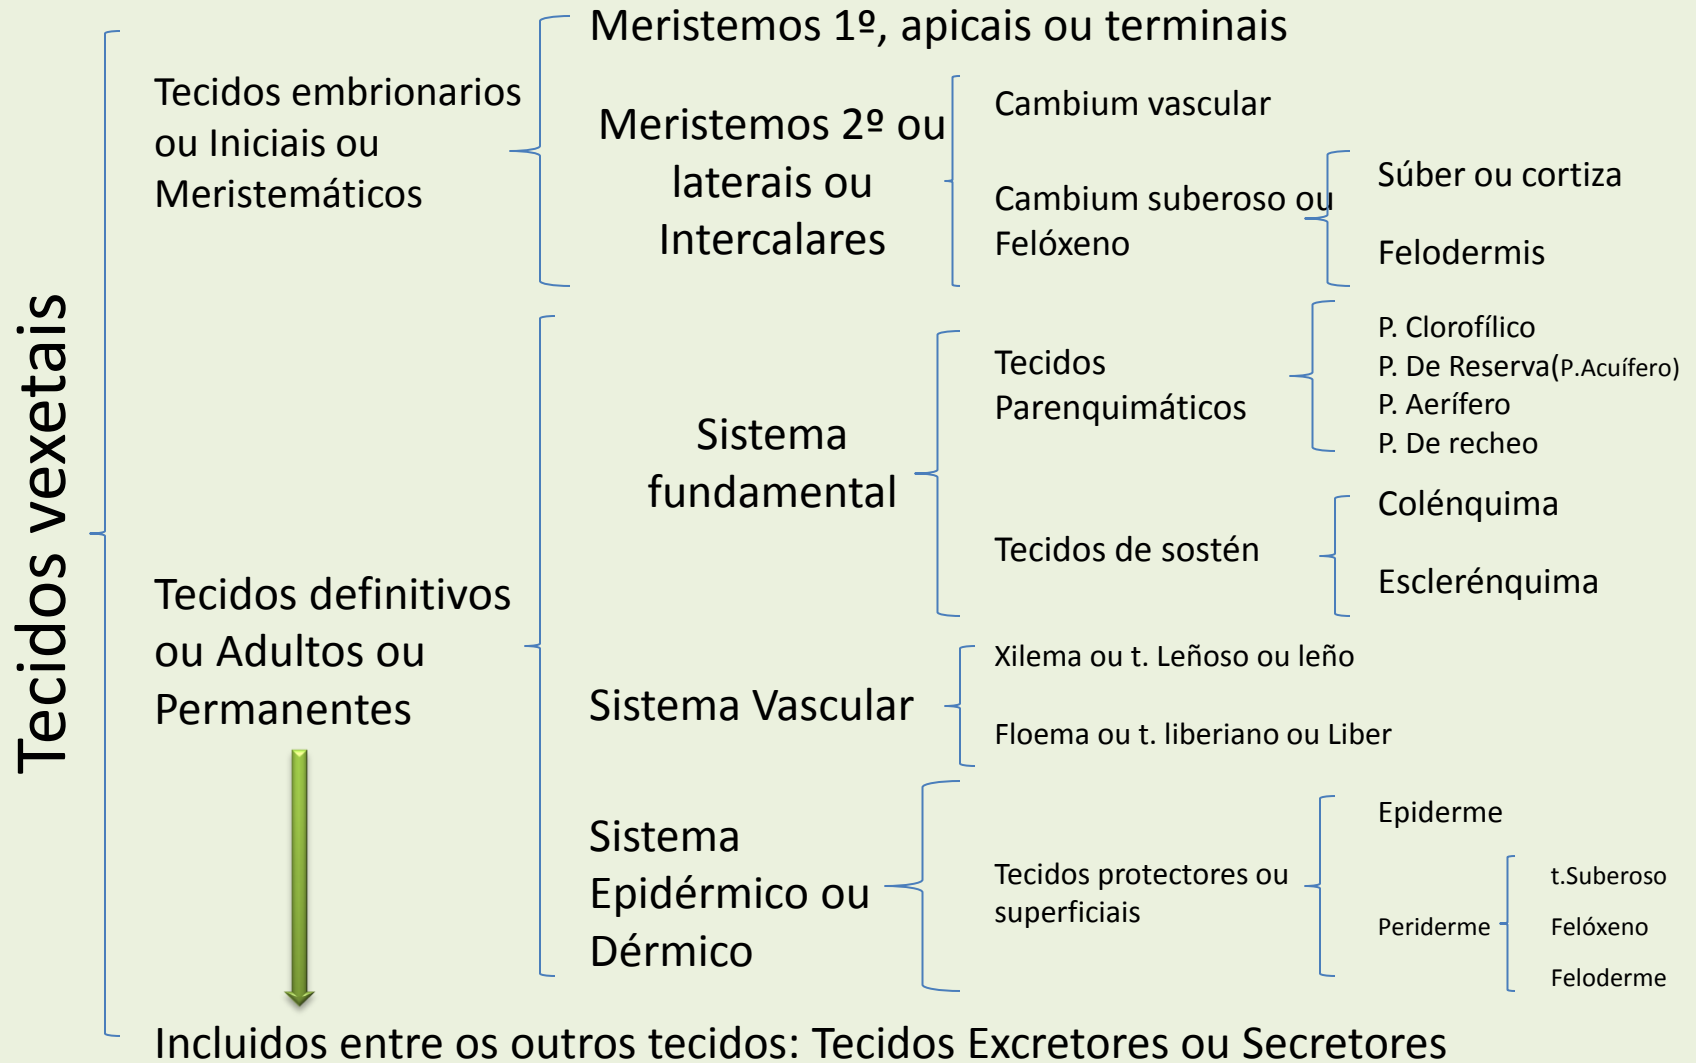 Tecidos vexetais
Tecidos embrionarios
ou Iniciais ou
Meristemáticos
Meristemos 1º, apicais ou terminais
Meristemos 2º ou
laterais ou
Intercalares
Cambium vascular
Cambium suberoso ou
Felóxeno
Súber ou cortiza
Felodermis
Tecidos definitivos
ou Adultos ou
Permanentes
Sistema
fundamental
Tecidos
Parenquimáticos
P. Clorofílico
P. De Reserva(P.Acuífero)
P. Aerífero
P. De recheo
Tecidos de sostén
Colénquima
Esclerénquima
Sistema Vascular
Xilema ou t. Leñoso ou leño
Floema ou t. liberiano ou Liber
Sistema
Epidérmico ou
Dérmico
Tecidos protectores ou
superficiais
Epiderme
Periderme
t.Suberoso
Felóxeno
Feloderme
Incluidos entre os outros tecidos: Tecidos Excretores ou Secretores